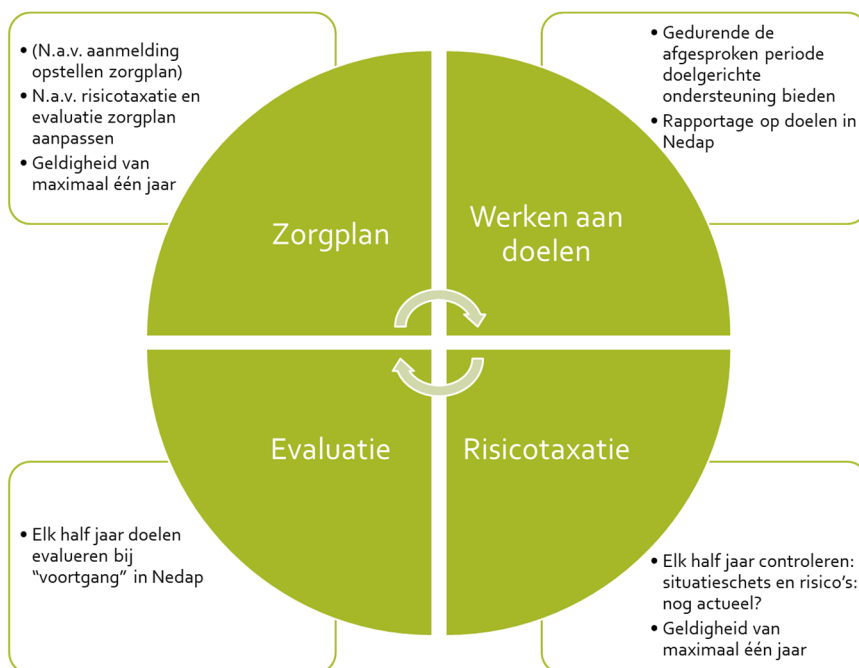 • (N.a.v. aanmelding
opstellen zorgplan)
• N.a.v. risicotaxatie en
evaluatie zorgplan
aanpassen
• Geldigheid van
maximaal één jaar
• Gedurende de
afgesproken periode
doelgerichte
ondersteuning bieden
• Rapportage op doelen in
Nedap
Zorgplan
Werken aan
doelen
Evaluatie
Risicotaxatie
• Elk half jaar doelen
evalueren bij
“voortgang” in Nedap
• Elk half jaar controleren:
situatieschets en risico’s:
nog actueel?
• Geldigheid van
maximaal één jaar